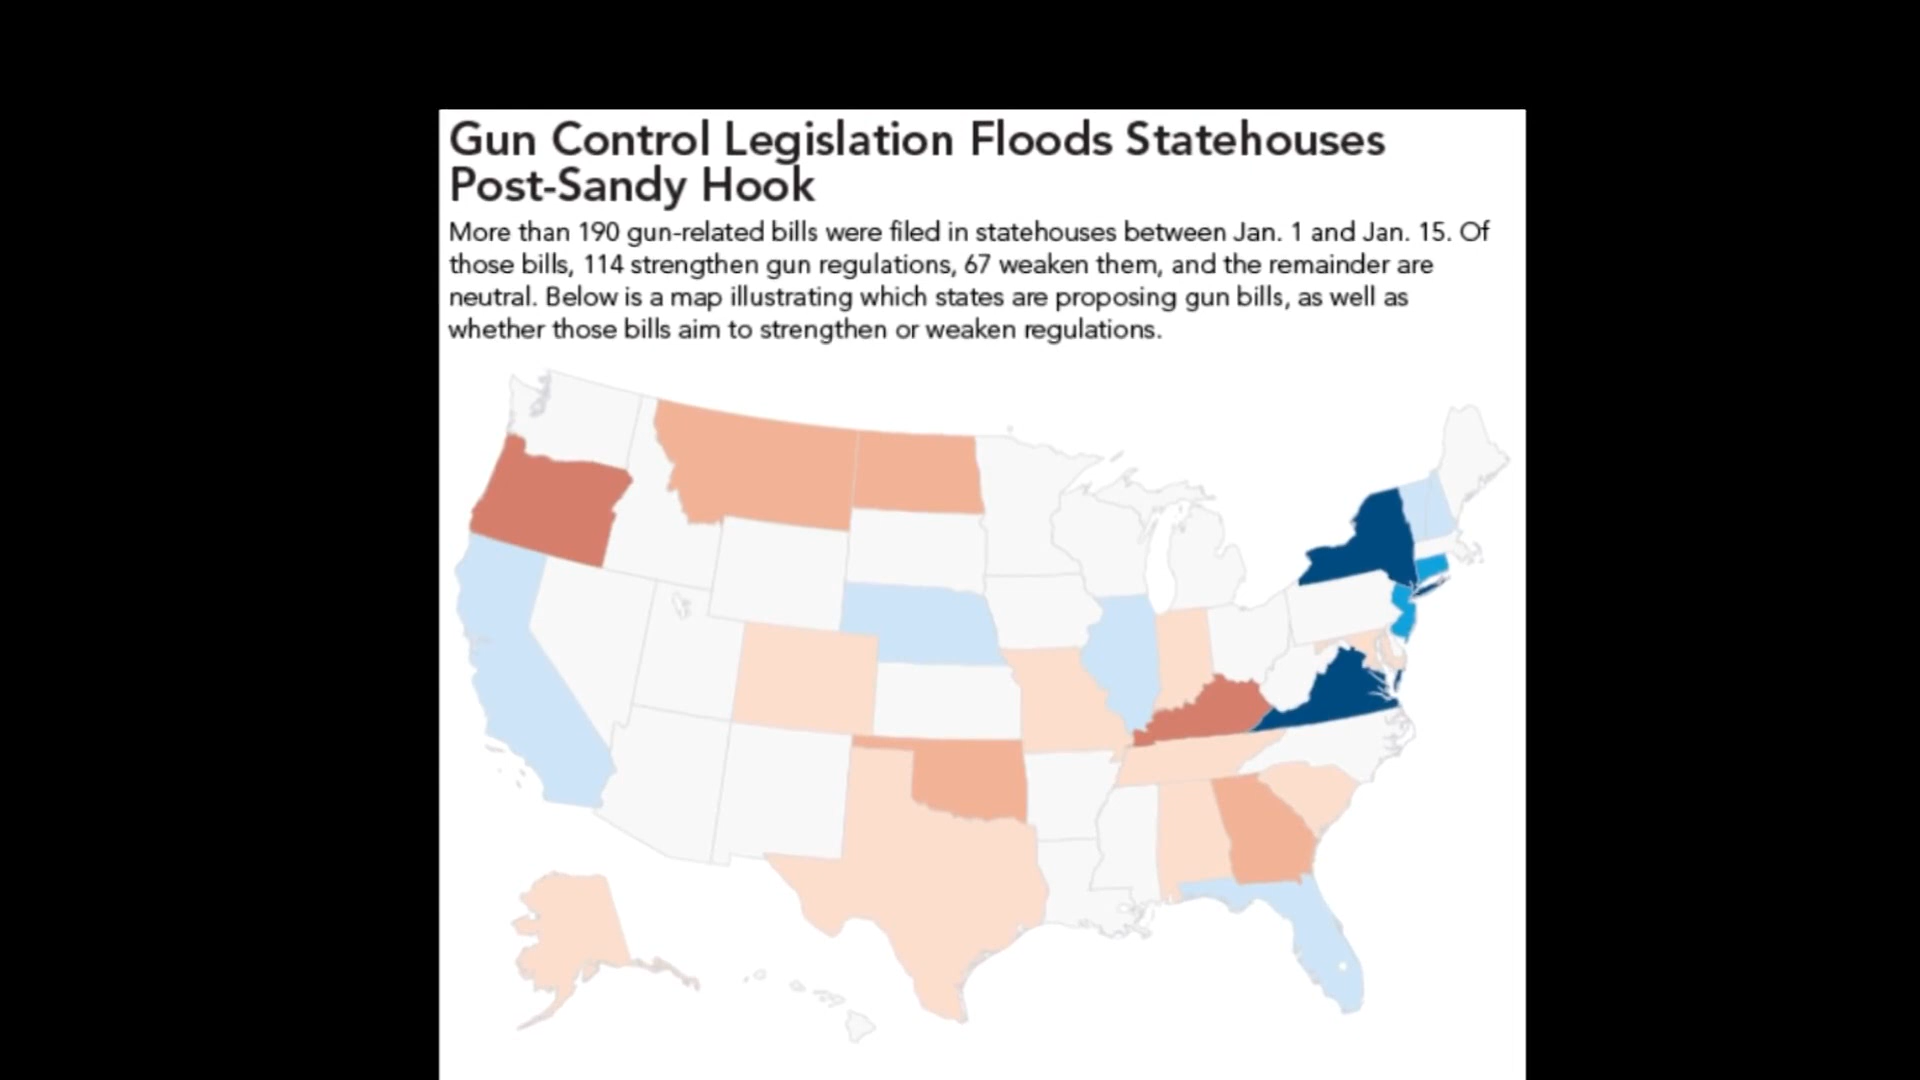 Gun Control Legislation Floods Statehouses
Post-Sandy Hook
More than 190 gun-related bills were filed in statehouses between Jan. 1 and Jan. 15. Of
those bills, 114 strengthen gun regulations, 67 weaken them, and the remainder are
neutral. Below is a map illustrating which states are proposing gun bills, as well as
whether those bills aim to strengthen or weaken regulations.